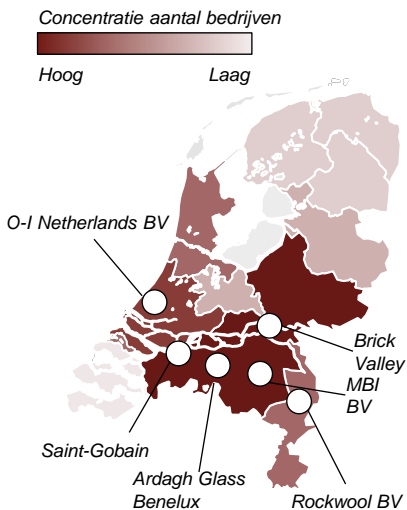 Concentratie aantal bedrijven
Hoog
Laag
O-I Netherlands BV
Brick
Valley
MBI
BV
Saint-Gobain
Ardagh Glass
Benelux
Rockwool BV